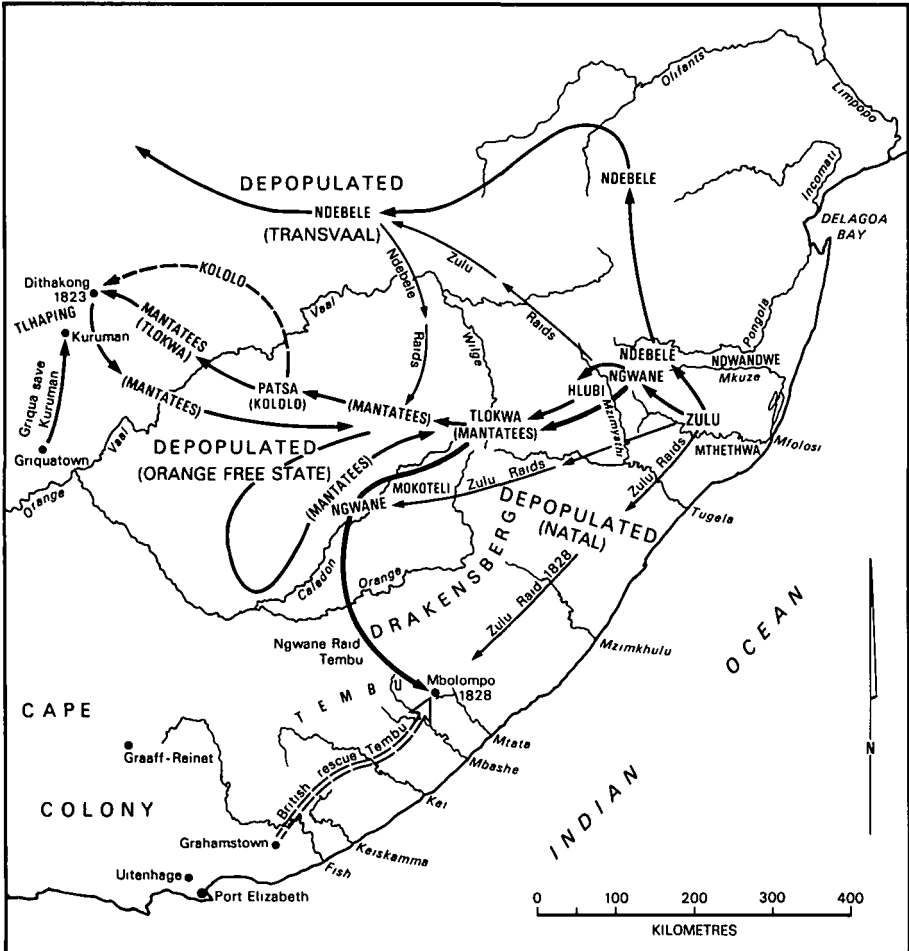 Olifants
Limpopo
Incomati
DELAGOA
BAY
NDEBELE
DEPOPULATED
NDEBELE
(TRANSVAAL)
Ndebele
Raids
Zulu
Raids
KOLOLO
Dithakong
1823
TLHAPING
Kuruman
MANTATEES
(TLOKWA)
Vaal
Wilge
Pongola
NDEBELE
NDWANDWE
Mkuze
NGWANE
HLUBI
PATSA
(KOLOLO)
(MANTATEES)
TLOKWA
(MANTATEES)
Mzimyathi
ZULU
MTHETHWA
Mfolosi
Griqua save
Kuruman
(MANTATEES)
Griquatown
Vaal
Orange
DEPOPULATED
(ORANGE FREE STATE)
(MANTATEES)
NGWANE
MOKOTELI
Zulu Raids
Zulu Raids
DEPOPULATED
(NATAL)
Tugela
Caledon
Orange
DRAKENSBERG
Zulu Raid 1828
Mzimkhulu
Ngwane Raid
Tembu
TEMBU
Mbolompo
1828
CAPE
COLONY
Graaff-Reinet
British rescue Tembu
Mtata
Mbashe
Kei
Keiskamma
Fish
Grahamstown
Uitenhage
Port Elizabeth
INDIAN OCEAN
N
0 100 200 300 400
KILOMETRES